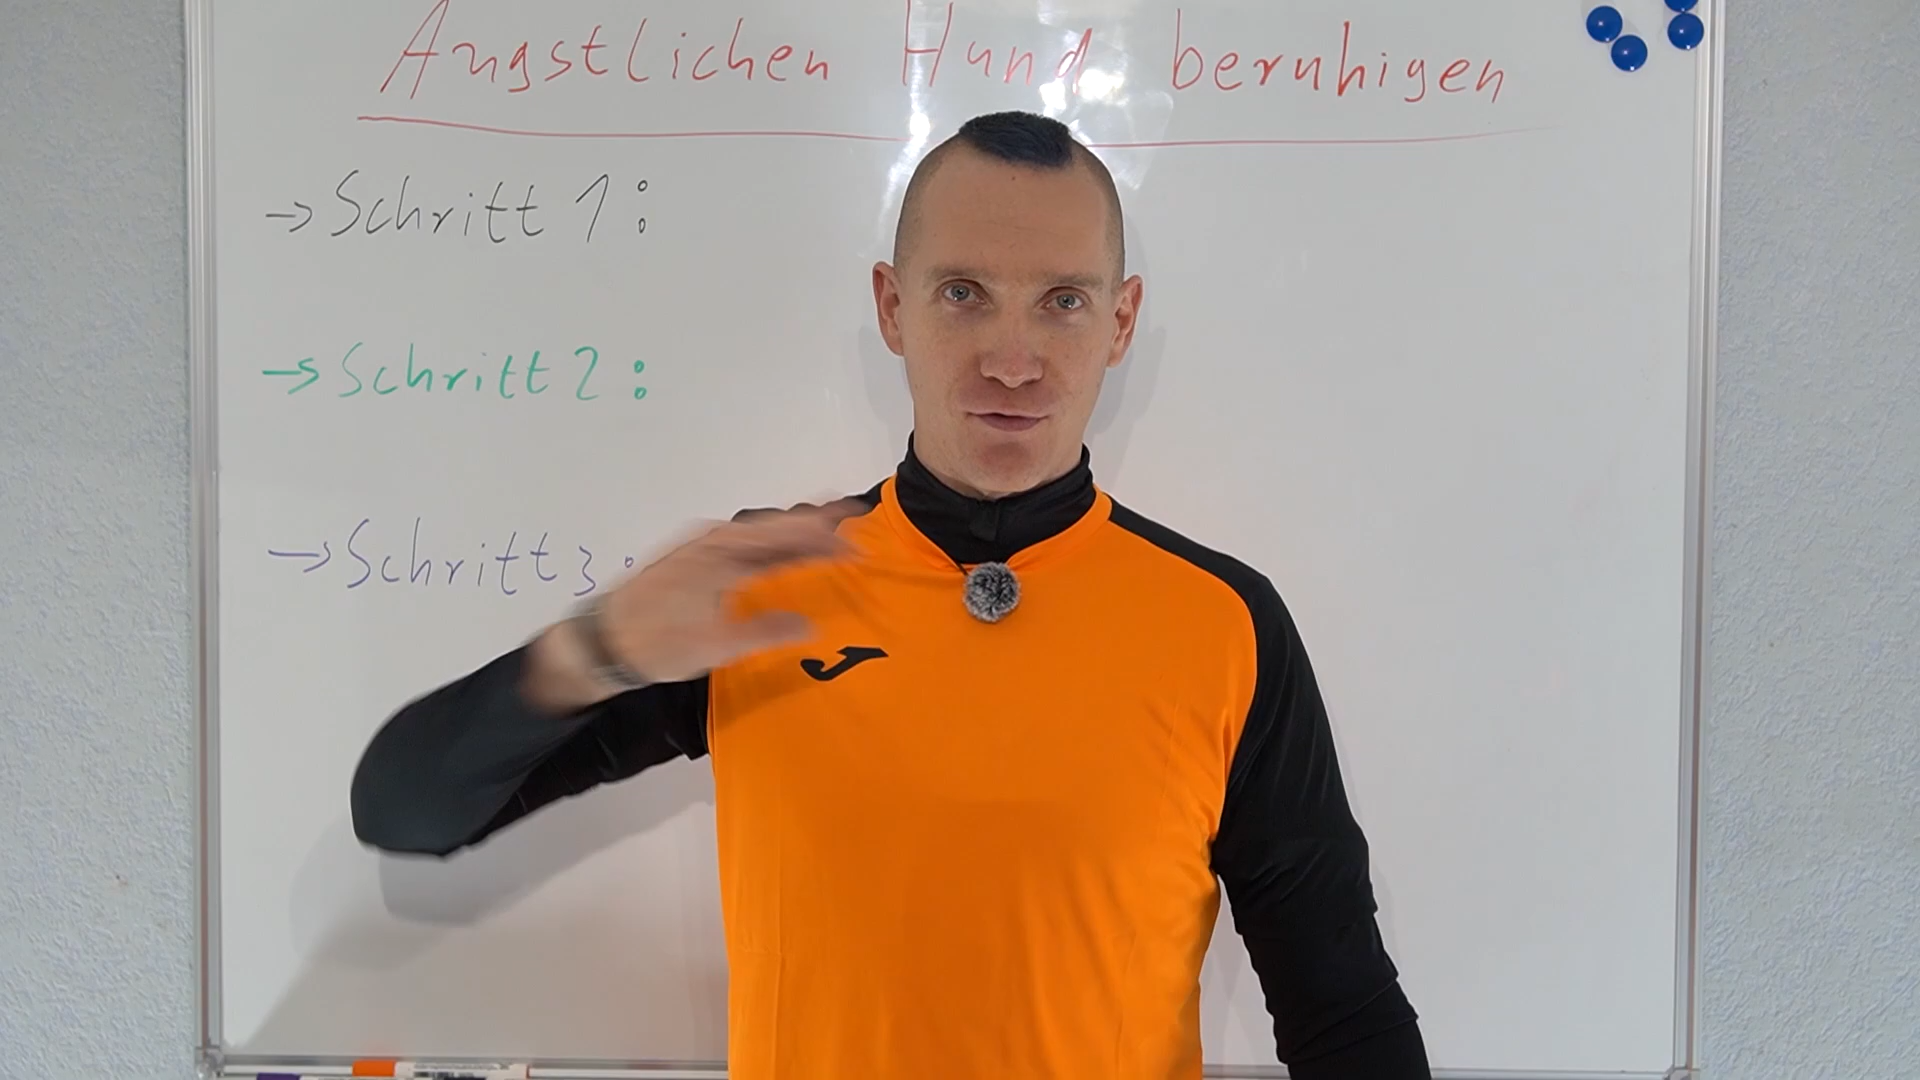 Ängstlichen Hund beruhigen
→ Schritt 1:
→ Schritt 2:
→ Schritt 3: